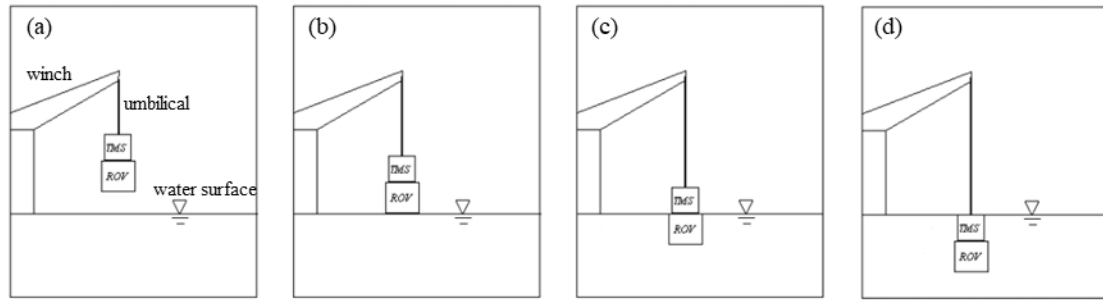 (a)
winch
umbilical
TMS
ROV
water surface
(b)
TMS
ROV
(c)
TMS
ROV
(d)
TMS
ROV